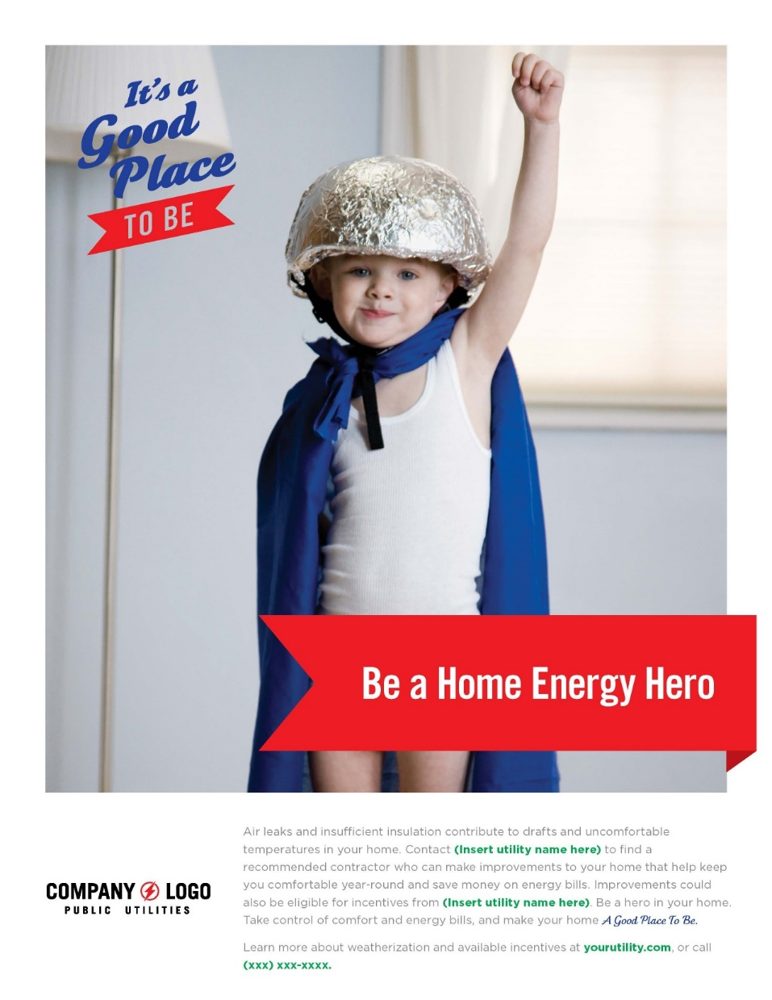 It's a
Good
Place
TO BE
Be a Home Energy Hero
Air leaks and insufficient insulation contribute to drafts and uncomfortable
temperatures in your home. Contact (Insert utility name here) to find a
recommended contractor who can make improvements to your home that help keep
you comfortable year-round and save money on energy bills. Improvements could
also be eligible for incentives from (Insert utility name here). Be a hero in your home.
Take control of comfort and energy bills, and make your home A Good Place To Be.
COMPANY LOGO
PUBLIC UTILITIES
Learn more about weatherization and available incentives at yourutility.com, or call
(xxx) xxx-xxxx.